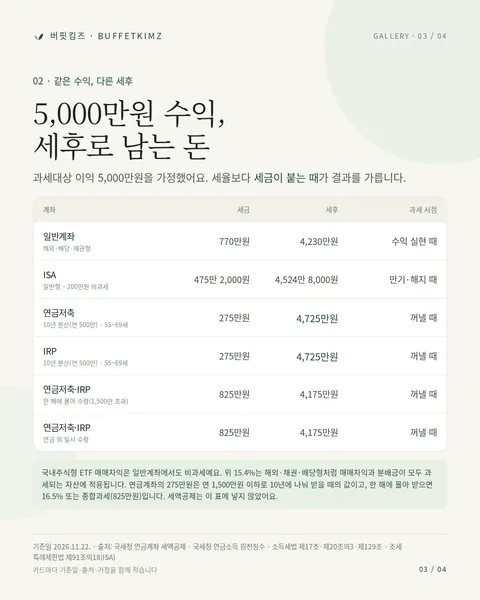 버핏킴즈 · BUFFETKIMZ
GALLERY · 03 / 04
02 · 같은 수익, 다른 세후
5,000만원 수익,
세후로 남는 돈
과세대상 이익 5,000만원을 가정했어요. 세율보다 세금이 붙는 때가 결과를 가릅니다.
계좌 세금 세후 과세 시점
일반계좌 770만원 4,230만원 수익 실현 때
해외·배당·채권형
ISA 475만 2,000원 4,524만 8,000원 만기·해지 때
일반형 · 200만원 비과세
연금저축 275만원 4,725만원 꺼낼 때
10년 분산(연 500만) · 55~69세
IRP 275만원 4,725만원 꺼낼 때
10년 분산(연 500만) · 55~69세
연금저축·IRP 825만원 4,175만원 꺼낼 때
한 해에 몰아 수령(1,500만 초과)
연금저축·IRP 825만원 4,175만원 꺼낼 때
연금 외 일시 수령
국내주식형 ETF 매매차익은 일반계좌에서도 비과세예요. 위 15.4%는 해외·채권·배당형처럼 매매차익과 분배금이 모두 과
세되는 자산에 적용됩니다. 연금계좌의 275만원은 연 1,500만원 이하로 10년에 나눠 받을 때의 값이고, 한 해에 몰아 받으면
16.5% 또는 종합과세(825만원)입니다. 세액공제는 이 표에 넣지 않았어요.
기준일 2026.11.22. · 출처: 국세청 연금계좌 세액공제 · 국세청 연금소득 원천징수 · 소득세법 제17조·제20조의3·제129조 · 조세
특례제한법 제91조의18(ISA)
카드마다 기준일·출처·가정을 함께 적습니다
03 / 04